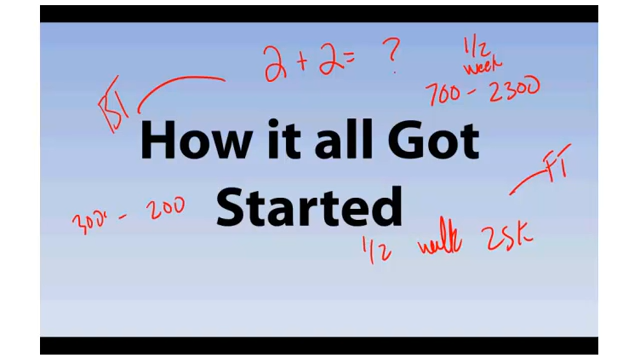 2 + 2 = ?
1/2
week
700 - 2300
BT
How it all Got
Started
FT
300 - 200
1/2 week 25K